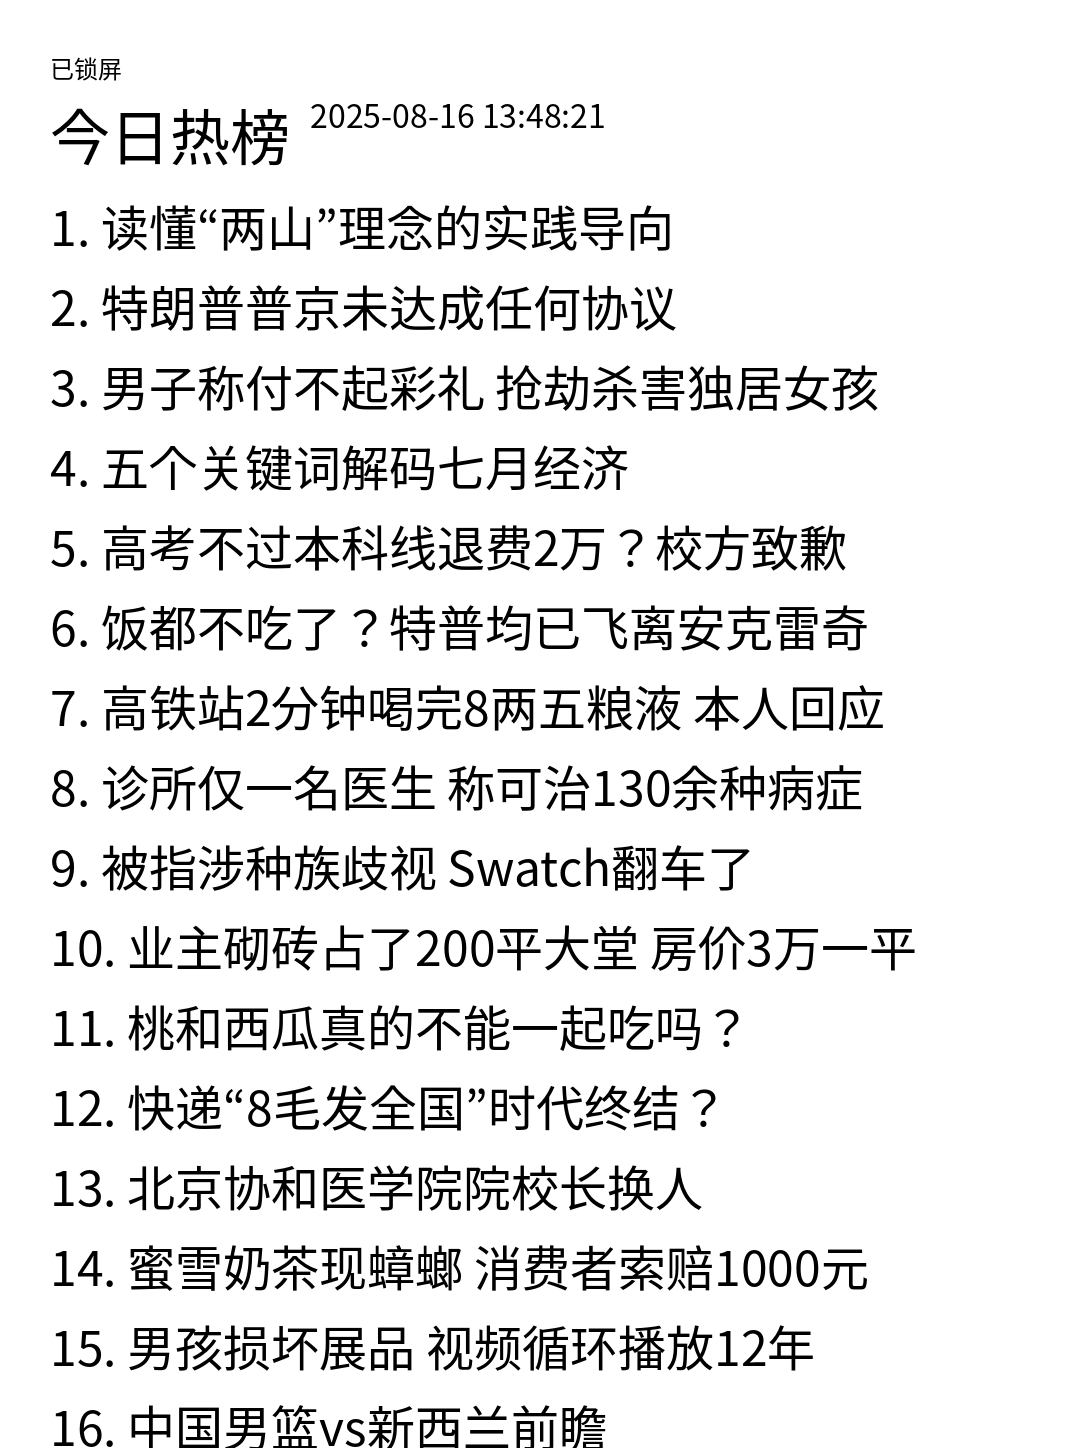 已锁屏
今日热榜 2025-08-16 13:48:21
1. 读懂“两山”理念的实践导向
2. 特朗普普京未达成任何协议
3. 男子称付不起彩礼 抢劫杀害独居女孩
4. 五个关键词解码七月经济
5. 高考不过本科线退费2万？校方致歉
6. 饭都不吃了？特普均已飞离安克雷奇
7. 高铁站2分钟喝完8两五粮液 本人回应
8. 诊所仅一名医生 称可治130余种病症
9. 被指涉种族歧视 Swatch翻车了
10. 业主砌砖占了200平大堂 房价3万一平
11. 桃和西瓜真的不能一起吃吗？
12. 快递“8毛发全国”时代终结？
13. 北京协和医学院院校长换人
14. 蜜雪奶茶现蟑螂 消费者索赔1000元
15. 男孩损坏展品 视频循环播放12年
16. 中国男篮vs新西兰前瞻